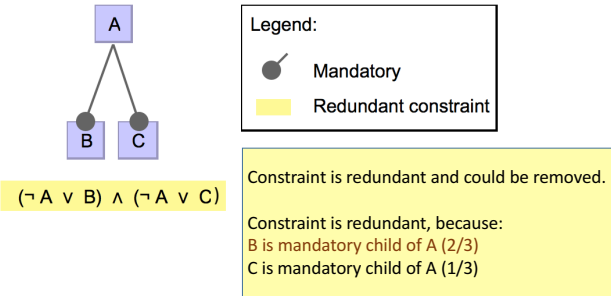 A
B
C
(¬ A ∨ B) ∧ (¬ A ∨ C)
Legend:
Mandatory
Redundant constraint
Constraint is redundant and could be removed.
Constraint is redundant, because:
B is mandatory child of A (2/3)
C is mandatory child of A (1/3)